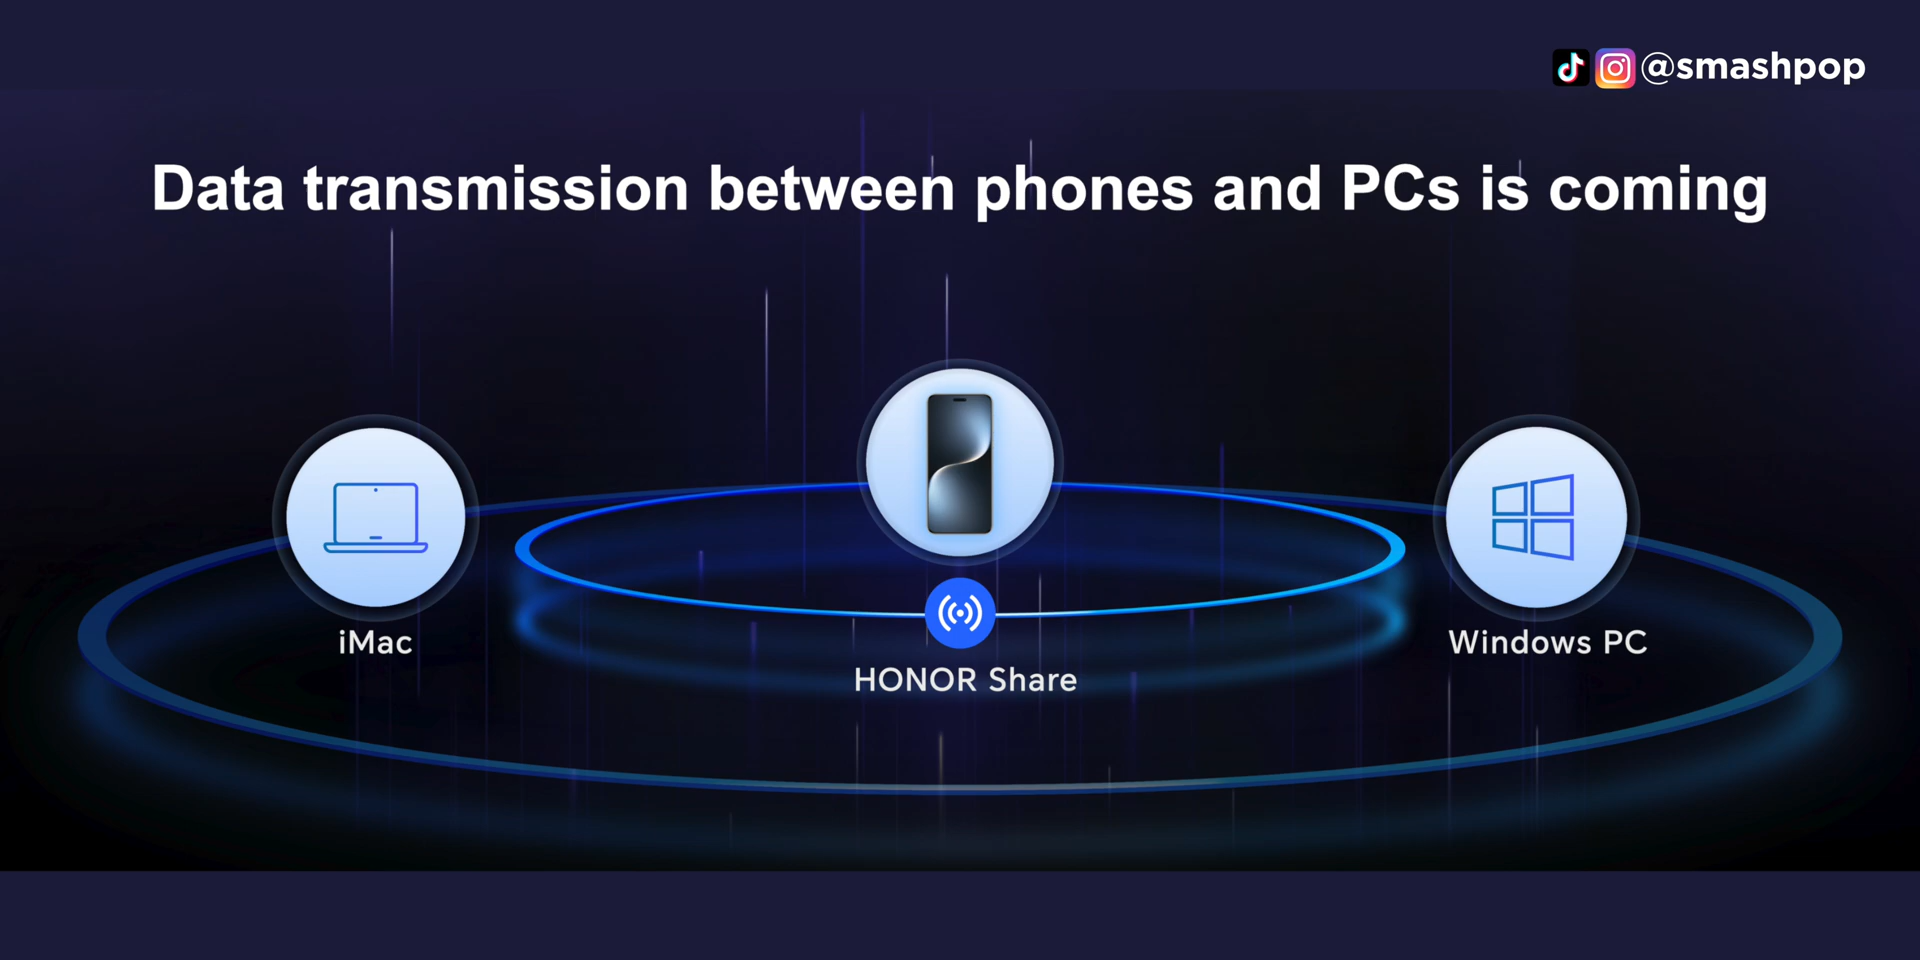 @smashpop
Data transmission between phones and PCs is coming
iMac
Windows PC
HONOR Share